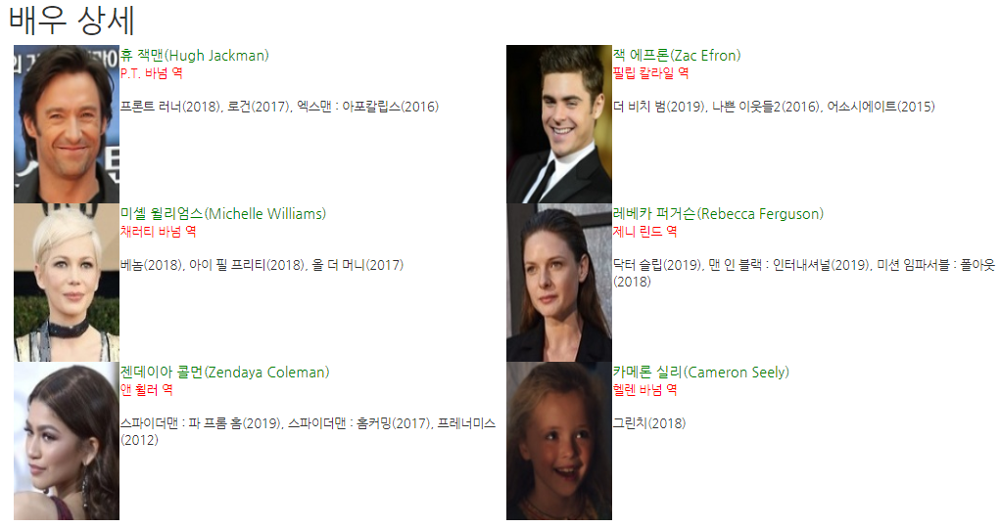 배우 상세
휴 잭맨(Hugh Jackman)
P.T. 바넘 역
프론트 러너(2018), 로건(2017), 엑스맨 : 아포칼립스(2016)
잭 에프론(Zac Efron)
필립 칼라일 역
더 비치 범(2019), 나쁜 이웃들2(2016), 어소시에이트(2015)
미셸 윌리엄스(Michelle Williams)
채러티 바넘 역
베놈(2018), 아이 필 프리티(2018), 올 더 머니(2017)
레베카 퍼거슨(Rebecca Ferguson)
제니 린드 역
닥터 슬립(2019), 맨 인 블랙 : 인터내셔널(2019), 미션 임파서블 : 폴아웃
(2018)
젠데이아 콜먼(Zendaya Coleman)
앤 휠러 역
스파이더맨 : 파 프롬 홈(2019), 스파이더맨 : 홈커밍(2017), 프레너미스
(2012)
카메론 실리(Cameron Seely)
헬렌 바넘 역
그린치(2018)